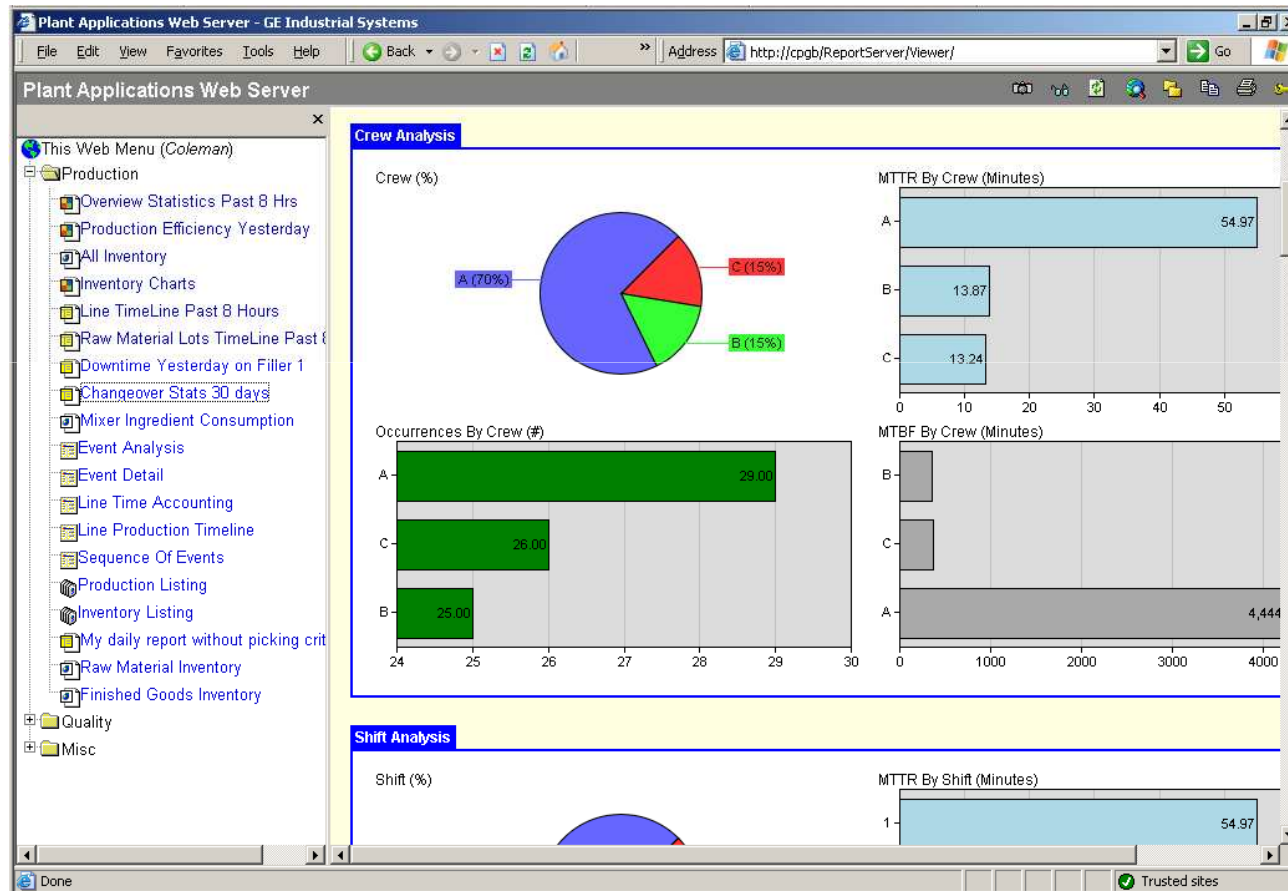 Plant Applications Web Server - GE Industrial Systems
File Edit View Favorites Tools Help
Back
» Address http://cpgb/ReportServer/Viewer/ Go
Plant Applications Web Server
This Web Menu (Coleman)
Production
Overview Statistics Past 8 Hrs
Production Efficiency Yesterday
All Inventory
Inventory Charts
Line TimeLine Past 8 Hours
Raw Material Lots TimeLine Past
Downtime Yesterday on Filler 1
Changeover Stats 30 days
Mixer Ingredient Consumption
Event Analysis
Event Detail
Line Time Accounting
Line Production Timeline
Sequence Of Events
Production Listing
Inventory Listing
My daily report without picking crit
Raw Material Inventory
Finished Goods Inventory
Quality
Misc
Crew Analysis
Crew (%)
A (70%)
C (15%)
B (15%)
MTTR By Crew (Minutes)
A 54.97
B 13.87
C 13.24
0 10 20 30 40 50
Occurrences By Crew (#)
A 29.00
C 26.00
B 25.00
24 25 26 27 28 29 30
MTBF By Crew (Minutes)
B
C
A 4,444
0 1000 2000 3000 4000
Shift Analysis
Shift (%)
MTTR By Shift (Minutes)
1 54.97
Done
Trusted sites